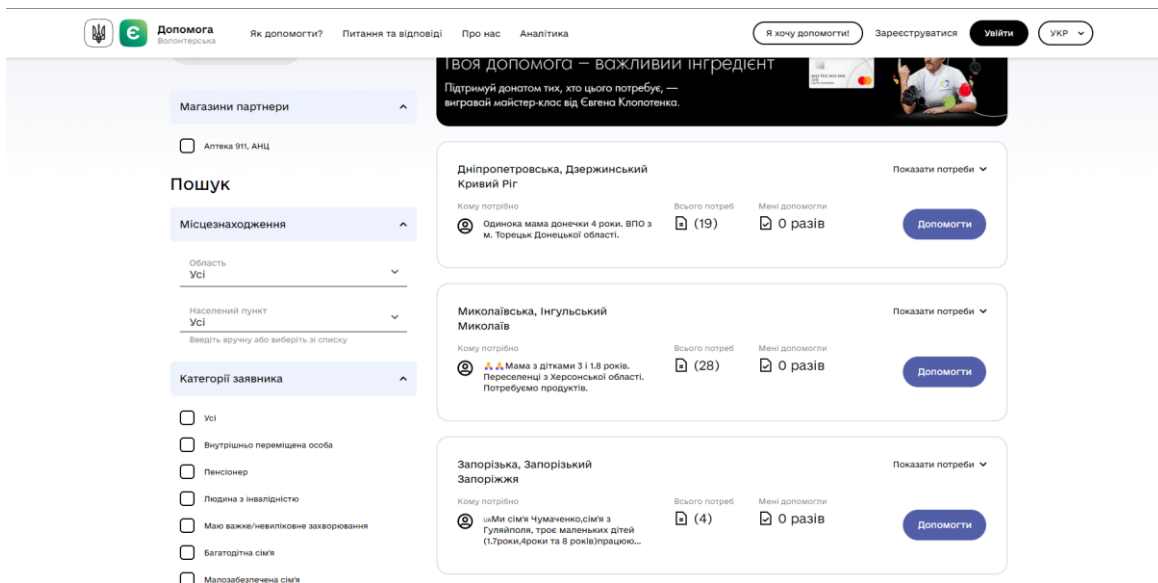 Допомога
Волонтерська
Як допомогти?
Питання та відповіді
Про нас
Аналітика
Я хочу допомогти!
Зареєструватися
Увійти
УКР
Магазини партнери
Аптека 911, АНЦ
Пошук
Місцезнаходження
Область
Усі
Населений пункт
Усі
Введіть вручну або виберіть зі списку
Категорії заявника
Усі
Внутрішньо переміщена особа
Пенсіонер
Людина з інвалідністю
Маю важке/невиліковне захворювання
Багатодітна сім'я
Малозабезпечена сім'я
Твоя допомога — важливий інгредієнт
Підтримуй донатом тих, хто цього потребує, —
вигравай майстер-клас від Євгена Клопотенка.
Дніпропетровська, Дзержинський
Кривий Ріг
Показати потреби
Кому потрібно
Всього потреб
Мені допомогли
Одинока мама донечки 4 роки. ВПО з
м. Торецьк Донецької області.
(19)
0 разів
Допомогти
Миколаївська, Інгульський
Миколаїв
Показати потреби
Кому потрібно
Всього потреб
Мені допомогли
🙏🙏Мама з дітками 3 і 1.8 років.
Переселенці з Херсонської області.
Потребуємо продуктів.
(28)
0 разів
Допомогти
Запорізька, Запорізький
Запоріжжя
Показати потреби
Кому потрібно
Всього потреб
Мені допомогли
🇺🇦Ми сім'я Чумаченко,сім'я з
Гуляйполя, троє маленьких дітей
(1.7роки,4роки та 8 років)працюю...
(4)
0 разів
Допомогти